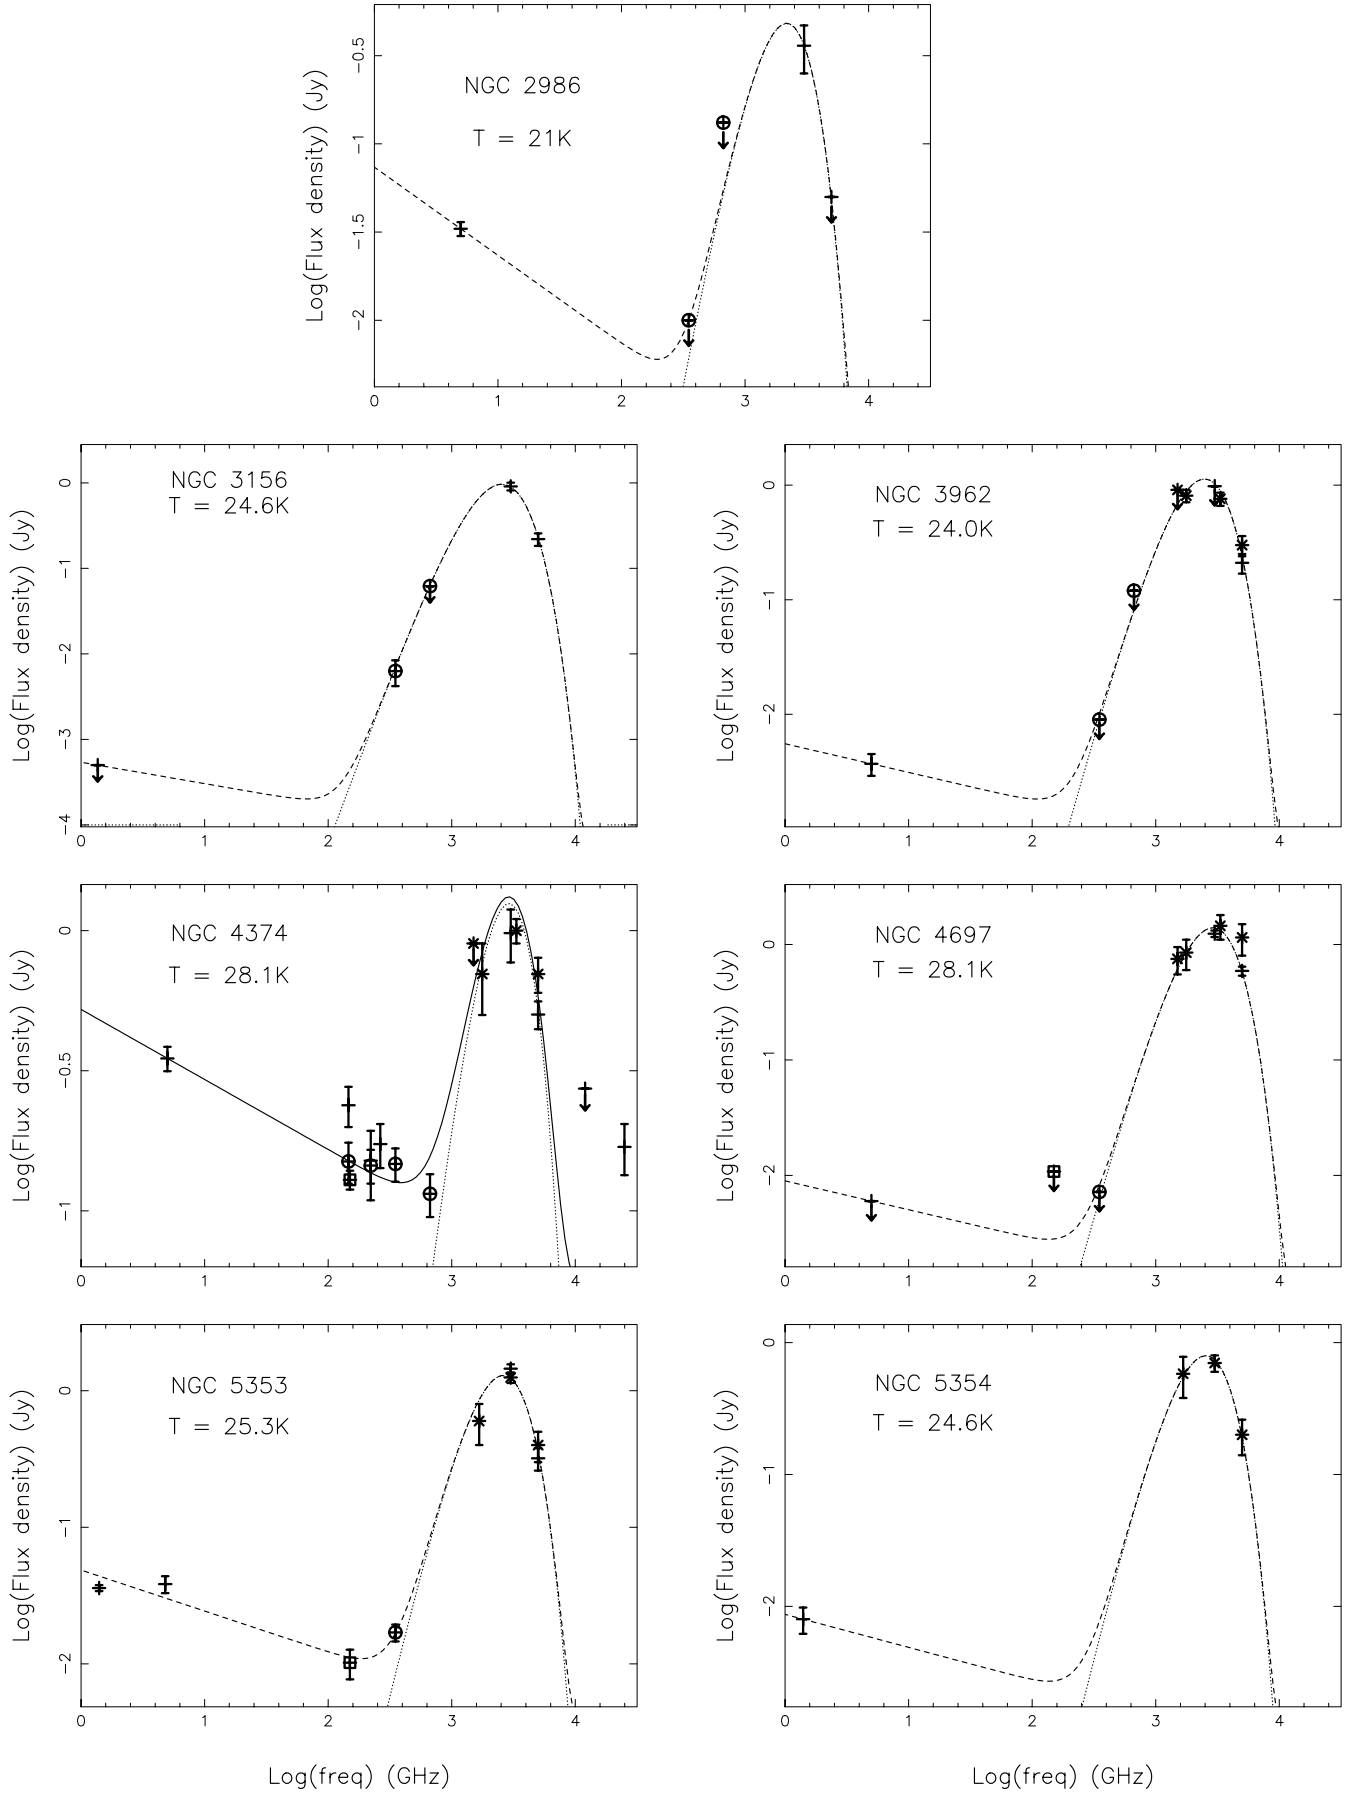 Log(Flux density) (Jy)
−0.5
−1
−1.5
−2
NGC 2986
T = 21K
0 1 2 3 4
Log(Flux density) (Jy)
0
−1
−2
−3
−4
NGC 3156
T = 24.6K
0 1 2 3 4
Log(Flux density) (Jy)
0
−1
−2
NGC 3962
T = 24.0K
0 1 2 3 4
Log(Flux density) (Jy)
0
−0.5
−1
NGC 4374
T = 28.1K
0 1 2 3 4
Log(Flux density) (Jy)
0
−1
−2
NGC 4697
T = 28.1K
0 1 2 3 4
Log(Flux density) (Jy)
0
−1
−2
NGC 5353
T = 25.3K
0 1 2 3 4
Log(freq) (GHz)
Log(Flux density) (Jy)
0
−1
−2
NGC 5354
T = 24.6K
0 1 2 3 4
Log(freq) (GHz)